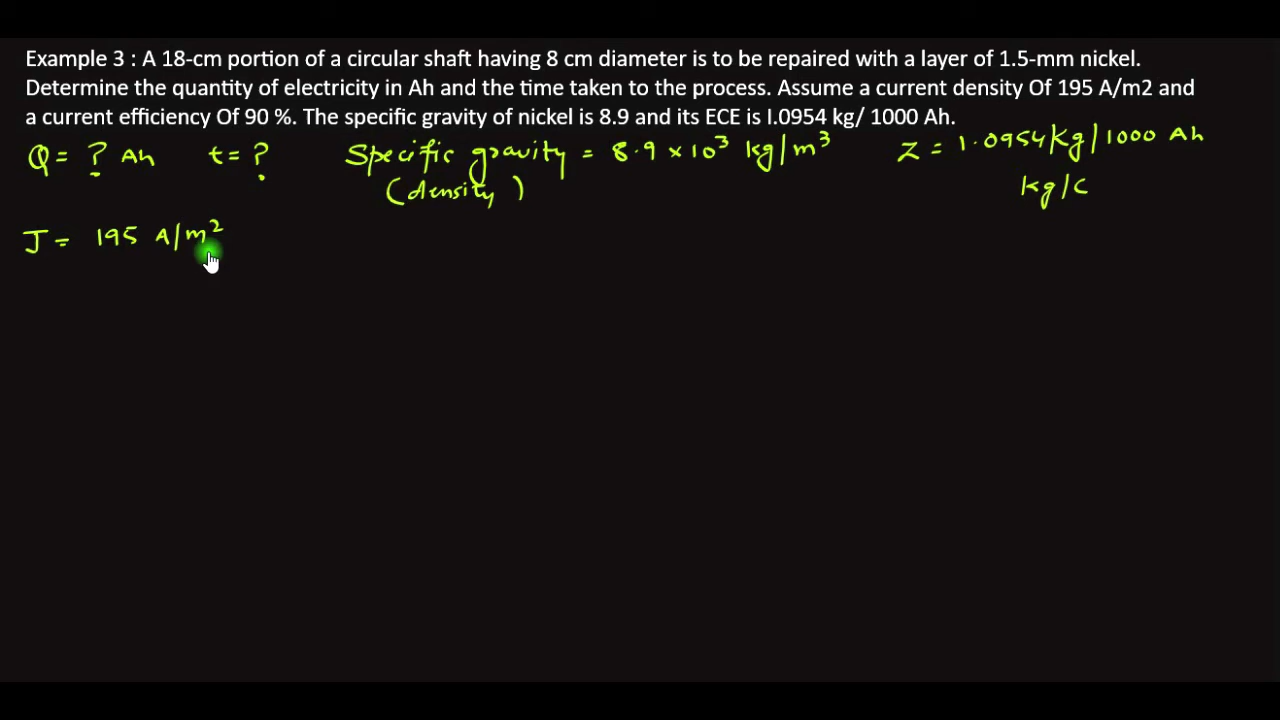 Example 3 : A 18-cm portion of a circular shaft having 8 cm diameter is to be repaired with a layer of 1.5-mm nickel.
Determine the quantity of electricity in Ah and the time taken to the process. Assume a current density Of 195 A/m2 and
a current efficiency Of 90 %. The specific gravity of nickel is 8.9 and its ECE is I.0954 kg/ 1000 Ah.
Q = ? Ah t = ? Specific gravity = 8.9 × 10³ kg/m³ Z = 1.0954 kg/1000 Ah
(density) kg/C
J = 195 A/m²